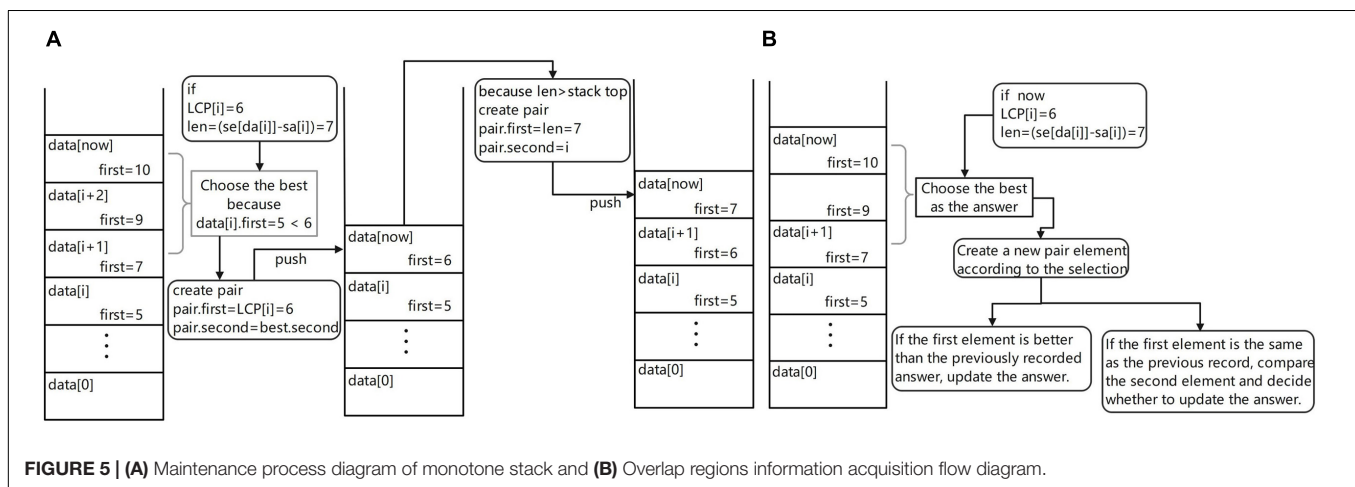 A
data[now]
first=10
data[i+2]
first=9
data[i+1]
first=7
data[i]
first=5
data[0]
if
LCP[i]=6
len=(se[da[i]]-sa[i])=7
Choose the best
because
data[i].first=5 < 6
push
create pair
pair.first=LCP[i]=6
pair.second=best.second
data[now]
first=6
data[i]
first=5
data[0]
because len>stack top
create pair
pair.first=len=7
pair.second=i
push
data[now]
first=7
data[i+1]
first=6
data[i]
first=5
data[0]
B
data[now]
first=10
first=9
data[i+1]
first=7
data[i]
first=5
data[0]
if now
LCP[i]=6
len=(se[da[i]]-sa[i])=7
Choose the best
as the answer
Create a new pair element
according to the selection
If the first element is better
than the previously recorded
answer, update the answer.
If the first element is the same
as the previous record, compare
the second element and decide
whether to update the answer.
FIGURE 5 | (A) Maintenance process diagram of monotone stack and (B) Overlap regions information acquisition flow diagram.